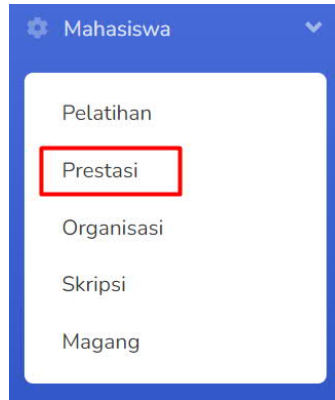 Mahasiswa
Pelatihan
Prestasi
Organisasi
Skripsi
Magang